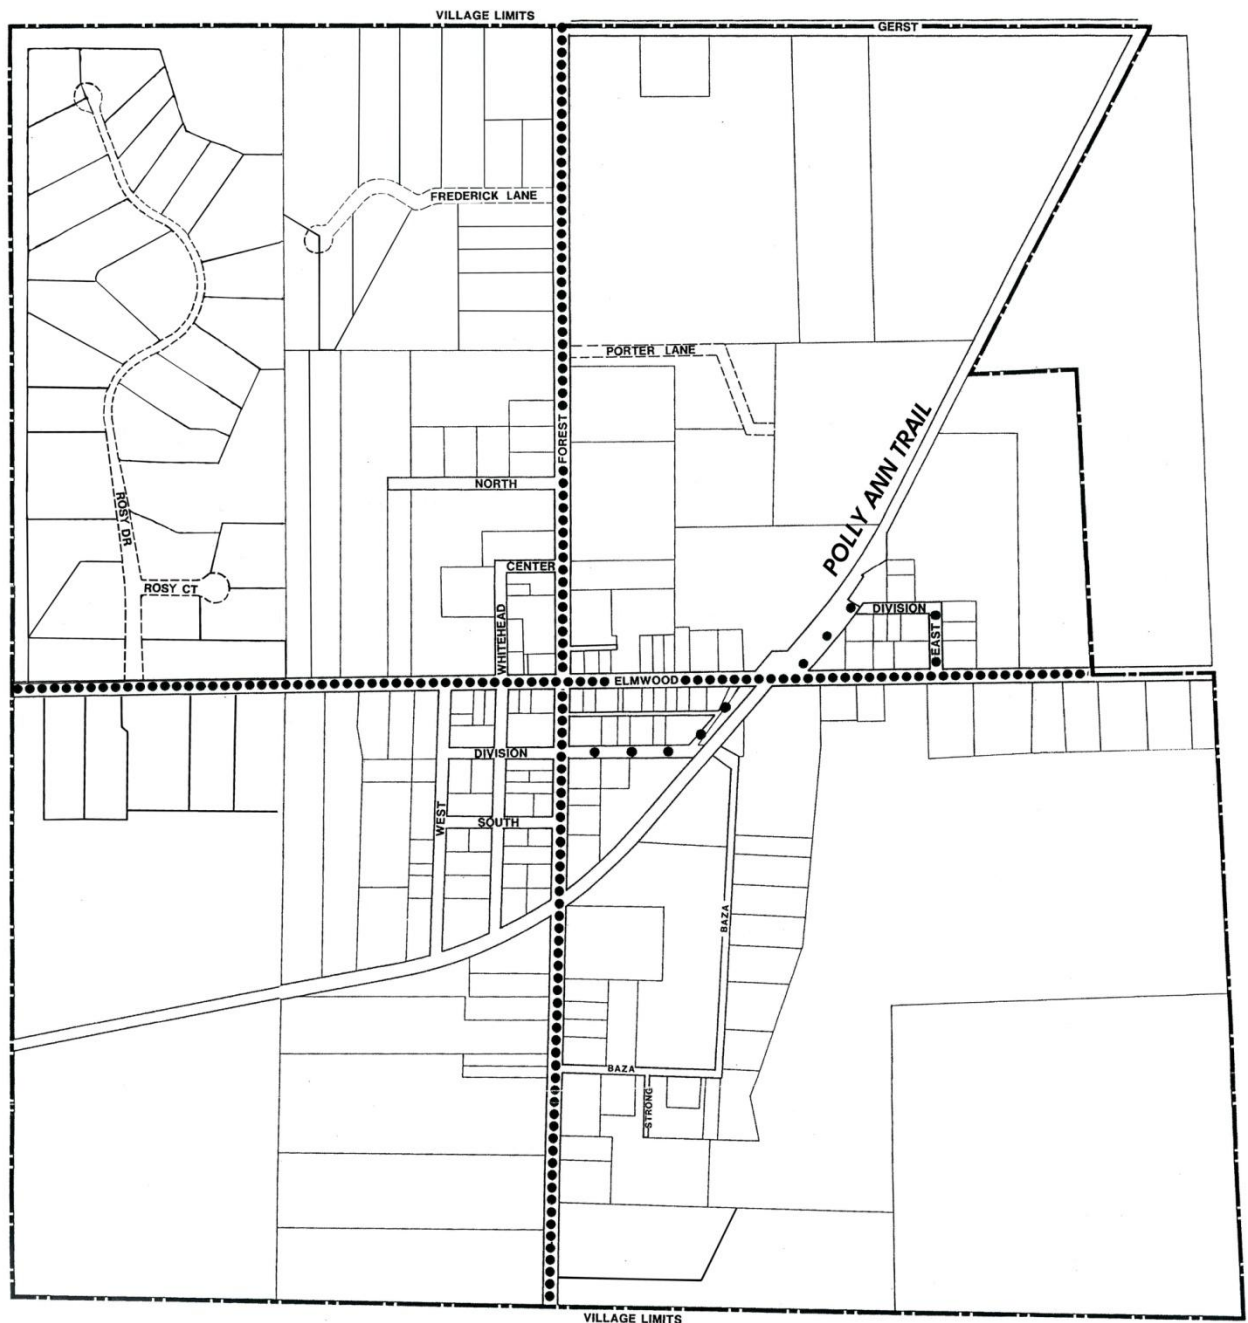 VILLAGE LIMITS
GERST
FREDERICK LANE
PORTER LANE
FOREST
POLLY ANN TRAIL
NORTH
ROSY DR
CENTER
ROSY CT
DIVISION
WHITEHEAD
EAST
ELMWOOD
DIVISION
WEST
SOUTH
BAZA
BAZA
STRONG
VILLAGE LIMITS